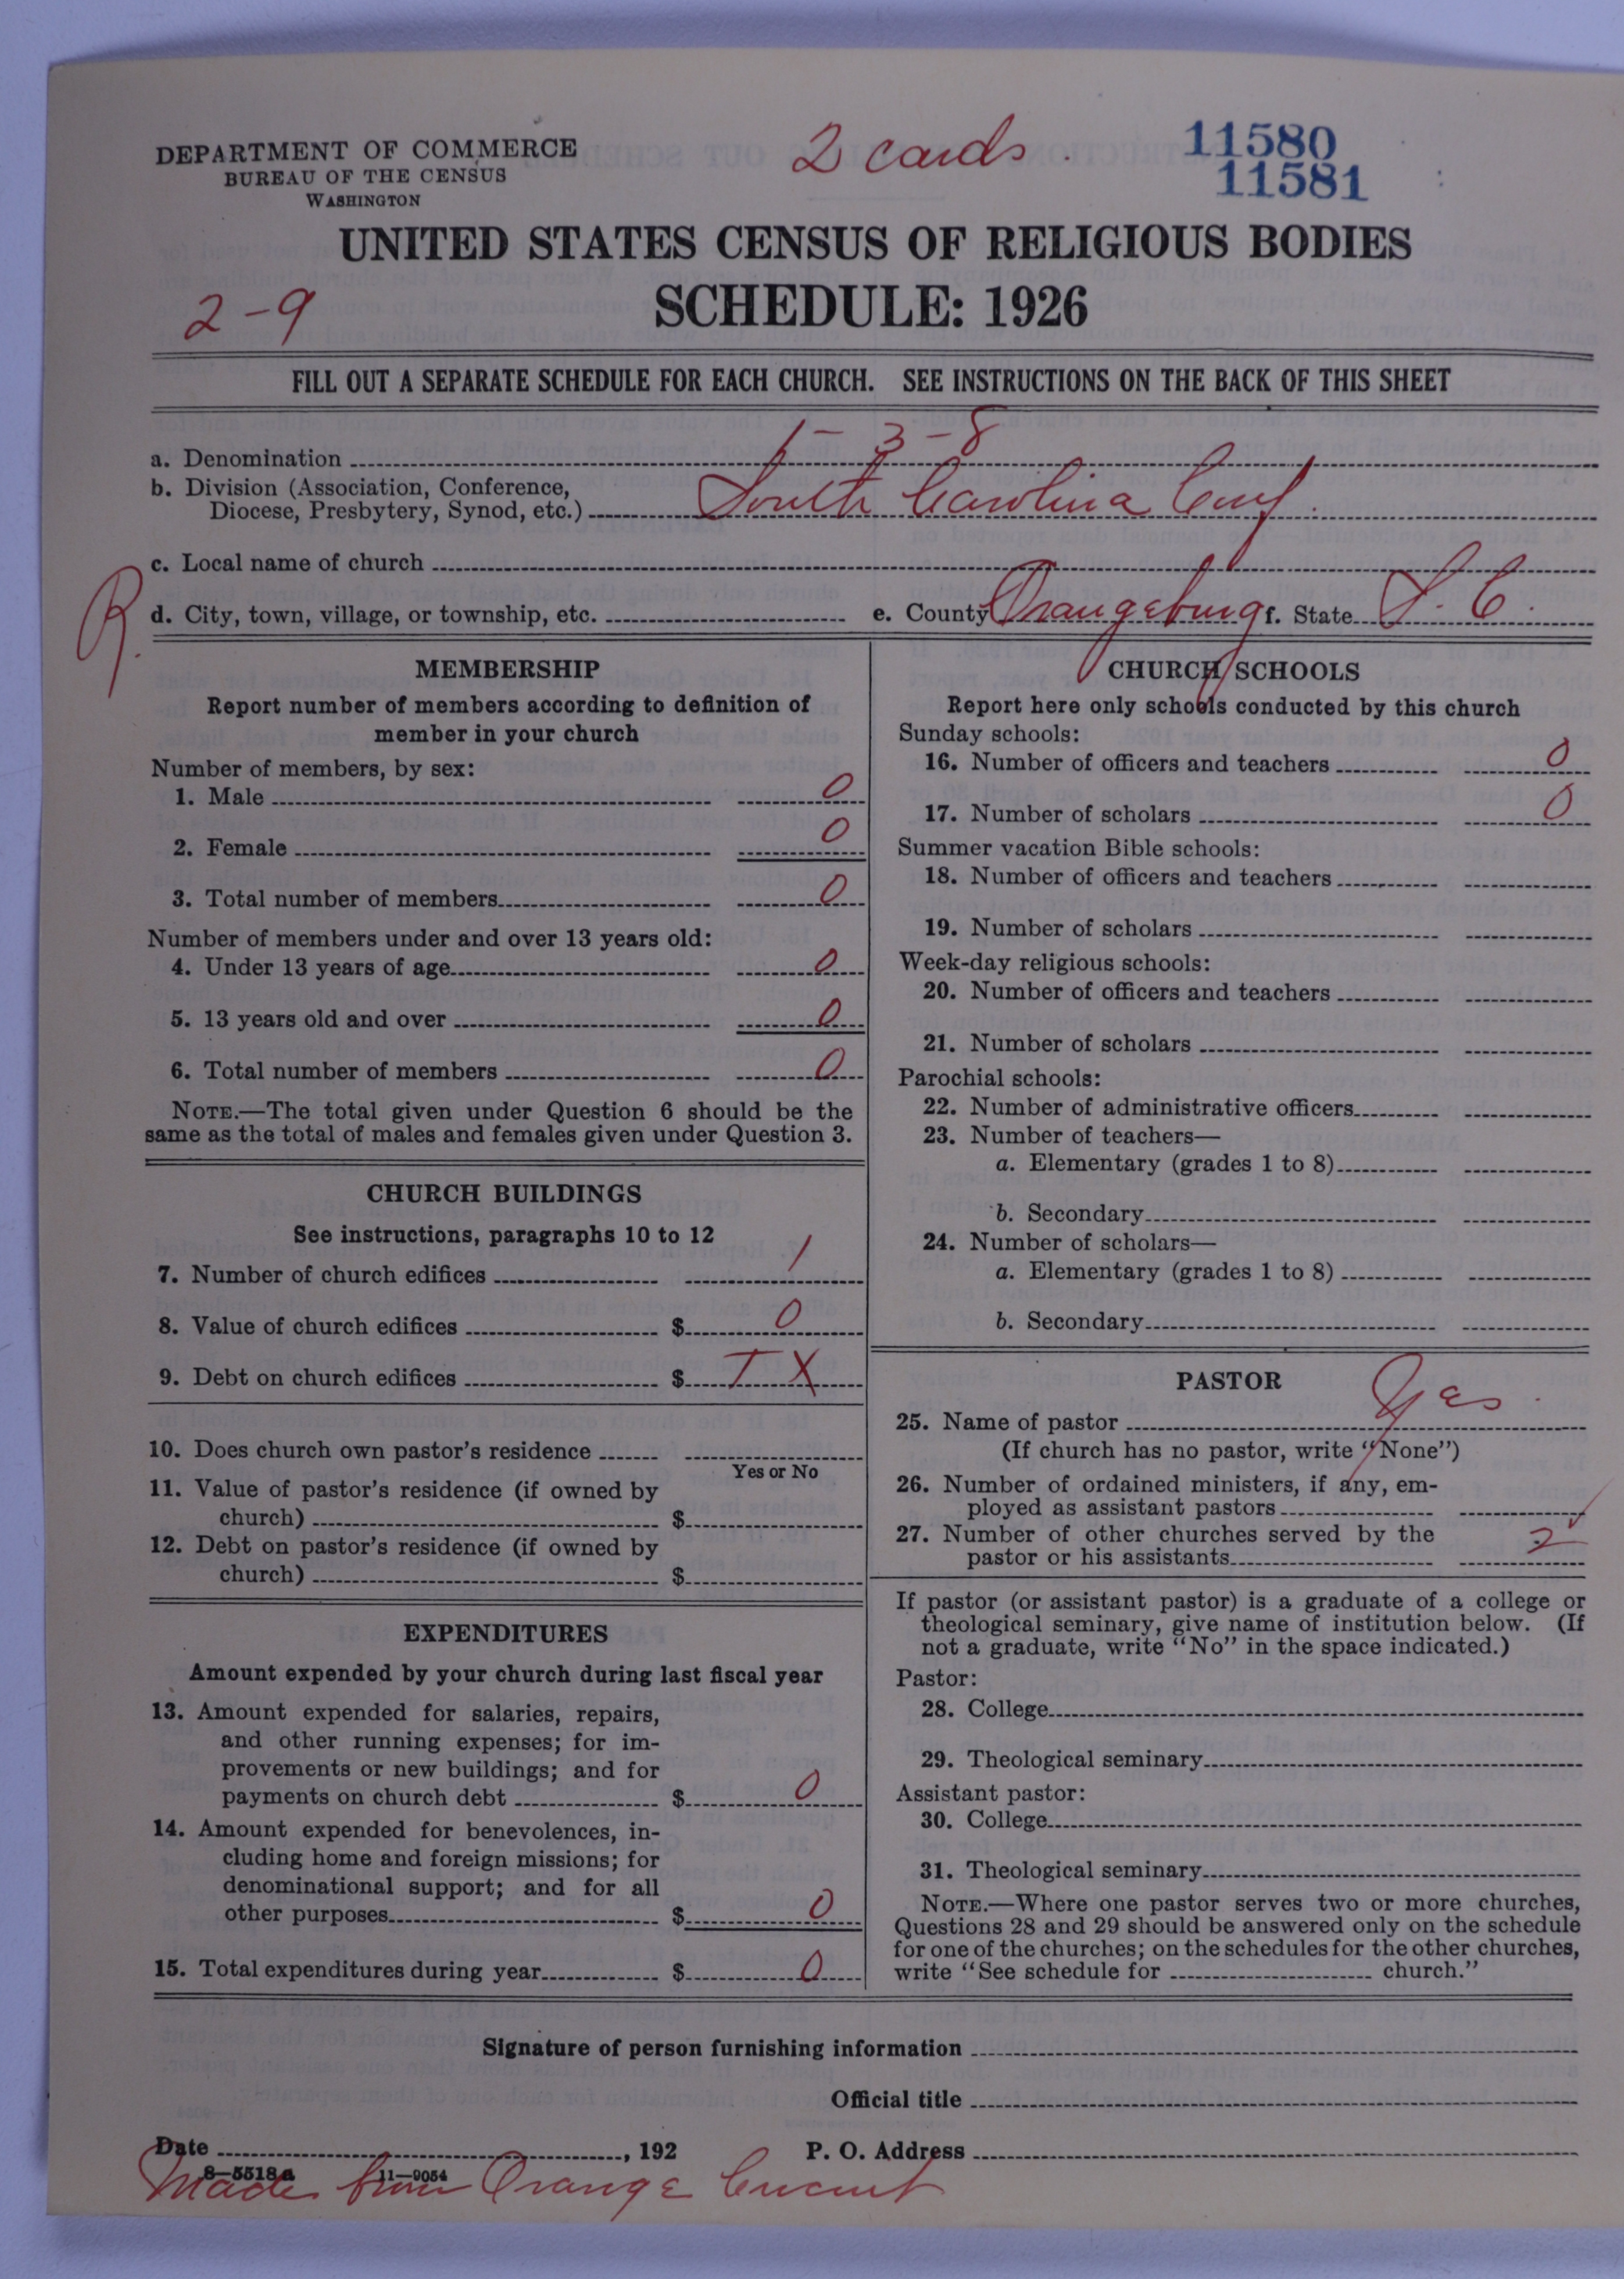 DEPARTMENT OF COMMERCE
BUREAU OF THE CENSUS
WASHINGTON
2 cards.
11580
11581
UNITED STATES CENSUS OF RELIGIOUS BODIES
SCHEDULE: 1926
2-9
FILL OUT A SEPARATE SCHEDULE FOR EACH CHURCH. SEE INSTRUCTIONS ON THE BACK OF THIS SHEET
a. Denomination 1-3-8
b. Division (Association, Conference,
Diocese, Presbytery, Synod, etc.) South Carolina Conf.
c. Local name of church
R.
d. City, town, village, or township, etc. e. County Orangeburg f. State S. C.
MEMBERSHIP
Report number of members according to definition of
member in your church
Number of members, by sex:
1. Male 0
2. Female 0
3. Total number of members 0
Number of members under and over 13 years old:
4. Under 13 years of age 0
5. 13 years old and over 0
6. Total number of members 0
NOTE.—The total given under Question 6 should be the
same as the total of males and females given under Question 3.
CHURCH BUILDINGS
See instructions, paragraphs 10 to 12
7. Number of church edifices 1
8. Value of church edifices $ 0
9. Debt on church edifices $ T X
10. Does church own pastor's residence
Yes or No
11. Value of pastor's residence (if owned by
church) $
12. Debt on pastor's residence (if owned by
church) $
EXPENDITURES
Amount expended by your church during last fiscal year
13. Amount expended for salaries, repairs,
and other running expenses; for im-
provements or new buildings; and for
payments on church debt $ 0
14. Amount expended for benevolences, in-
cluding home and foreign missions; for
denominational support; and for all
other purposes $ 0
15. Total expenditures during year $ 0
CHURCH SCHOOLS
Report here only schools conducted by this church
Sunday schools:
16. Number of officers and teachers 0
17. Number of scholars 0
Summer vacation Bible schools:
18. Number of officers and teachers
19. Number of scholars
Week-day religious schools:
20. Number of officers and teachers
21. Number of scholars
Parochial schools:
22. Number of administrative officers
23. Number of teachers—
a. Elementary (grades 1 to 8)
b. Secondary
24. Number of scholars—
a. Elementary (grades 1 to 8)
b. Secondary
PASTOR
25. Name of pastor Yes.
(If church has no pastor, write "None")
26. Number of ordained ministers, if any, em-
ployed as assistant pastors
27. Number of other churches served by the
pastor or his assistants 2
If pastor (or assistant pastor) is a graduate of a college or
theological seminary, give name of institution below. (If
not a graduate, write "No" in the space indicated.)
Pastor:
28. College
29. Theological seminary
Assistant pastor:
30. College
31. Theological seminary
NOTE.—Where one pastor serves two or more churches,
Questions 28 and 29 should be answered only on the schedule
for one of the churches; on the schedules for the other churches,
write "See schedule for church."
Signature of person furnishing information
Official title
Date , 192 P. O. Address
8-5518a 11-9054
Made from Orange Circuit